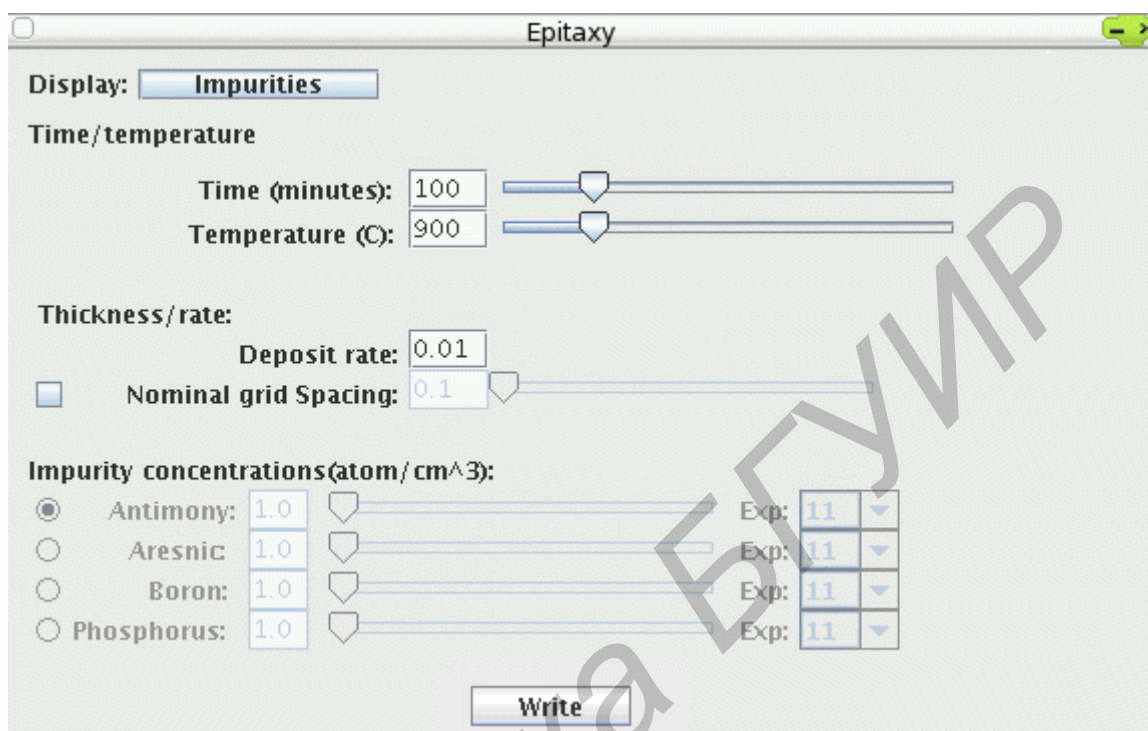 Epitaxy
Display: Impurities
Time/temperature
Time (minutes): 100
Temperature (C): 900
Thickness/rate:
Deposit rate: 0.01
Nominal grid Spacing: 0.1
Impurity concentrations(atom/cm^3):
Antimony: 1.0 Exp: 11
Aresnic: 1.0 Exp: 11
Boron: 1.0 Exp: 11
Phosphorus: 1.0 Exp: 11
Write
БГУИР